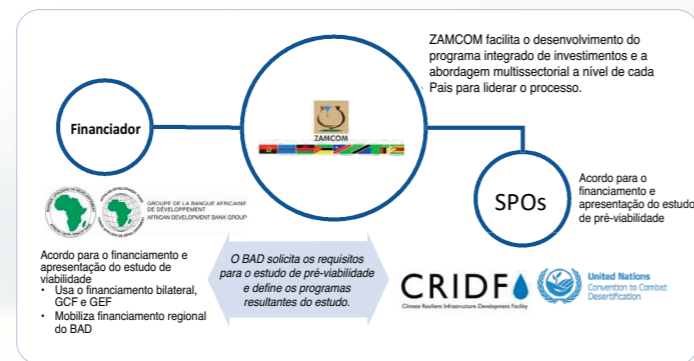 ZAMCOM facilita o desenvolvimento do
programa integrado de investimentos e a
abordagem multissectorial a nível de cada
Pais para liderar o processo.
Financiador
ZAMCOM
SPOs
Acordo para o
financiamento e
apresentação do estudo
de pré-viabilidade
GROUPE DE LA BANQUE AFRICAINE
DE DÉVELOPPEMENT
AFRICAN DEVELOPMENT BANK GROUP
Acordo para o financiamento e
apresentação do estudo de
viabilidade
• Usa o financiamento bilateral,
GCF e GEF
• Mobiliza financiamento regional
do BAD
O BAD solicita os requisitos
para o estudo de pré-viabilidade
e define os programas
resultantes do estudo.
CRIDF
Climate Resilient Infrastructure Development Facility
United Nations
Convention to Combat
Desertification